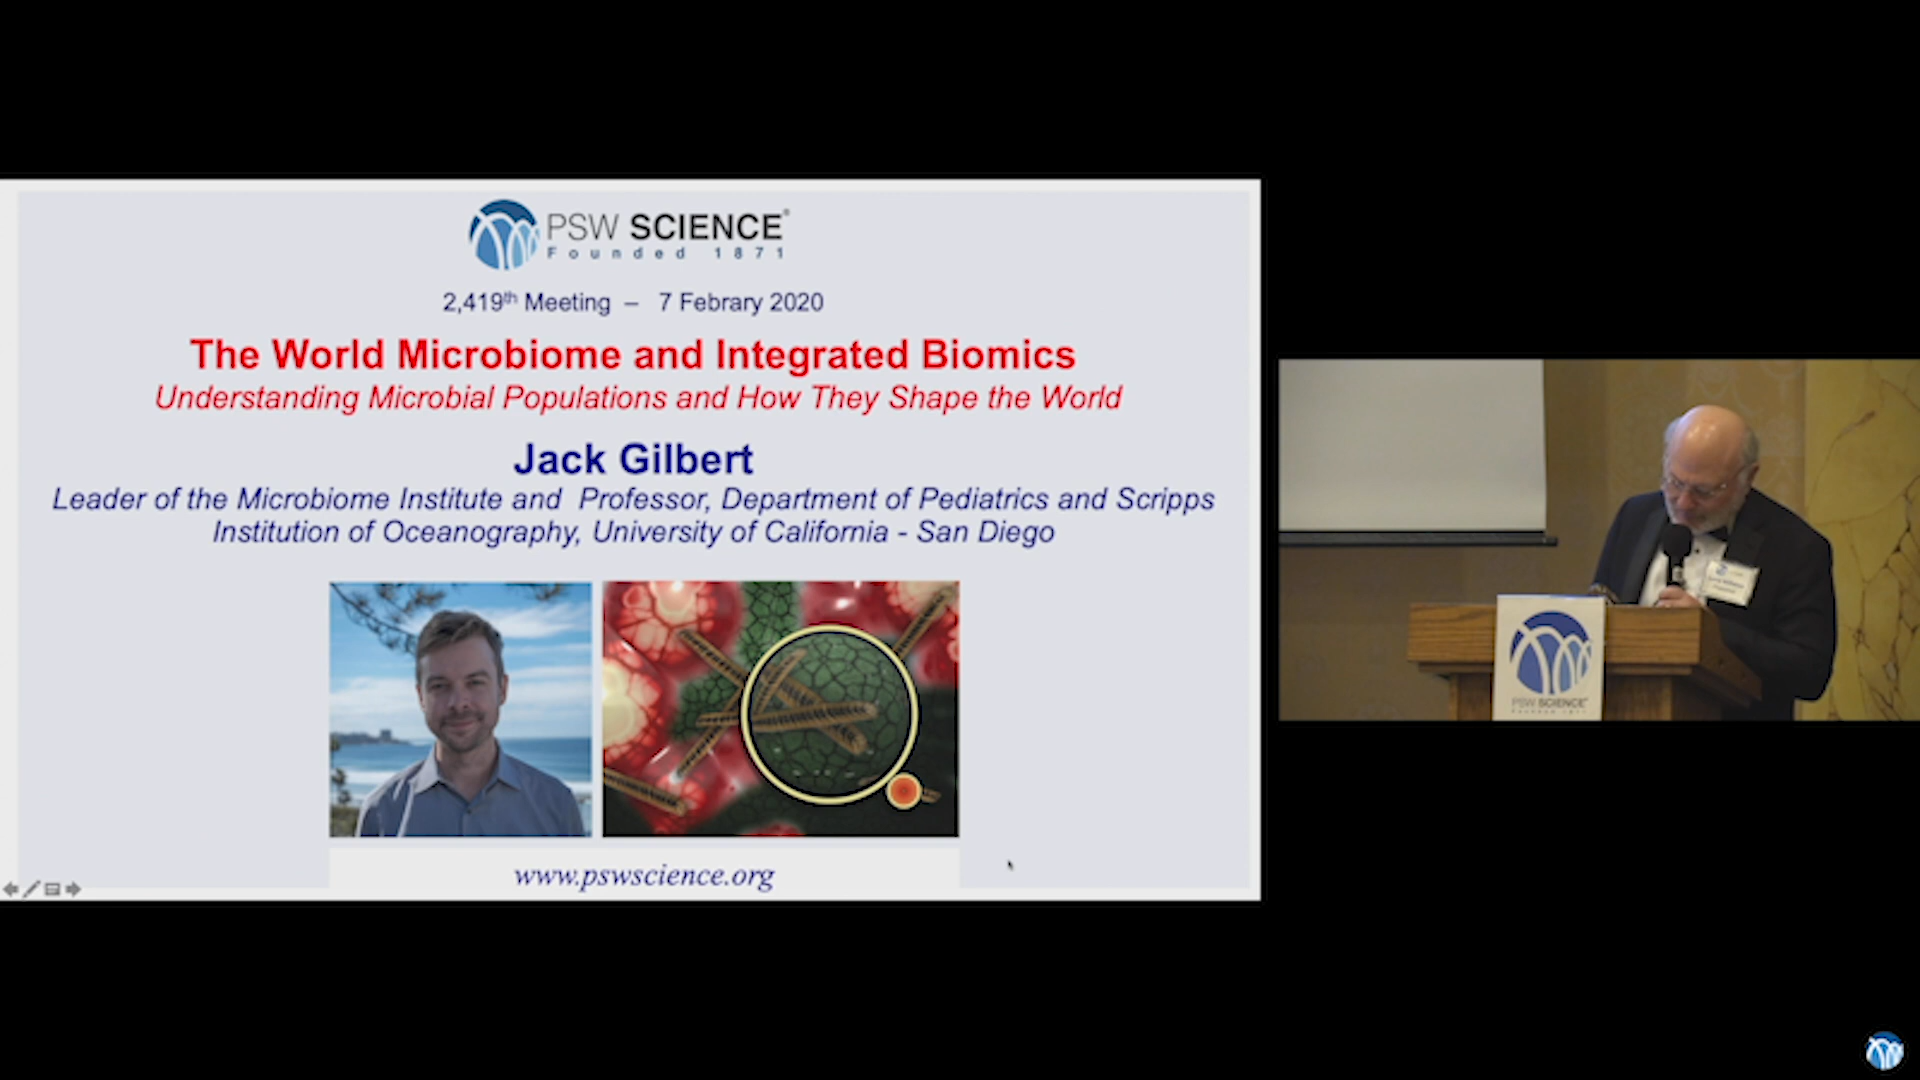 PSW SCIENCE®
Founded 1871
2,419th Meeting – 7 Febrary 2020
The World Microbiome and Integrated Biomics
Understanding Microbial Populations and How They Shape the World
Jack Gilbert
Leader of the Microbiome Institute and Professor, Department of Pediatrics and Scripps
Institution of Oceanography, University of California - San Diego
www.pswscience.org
PSW SCIENCE